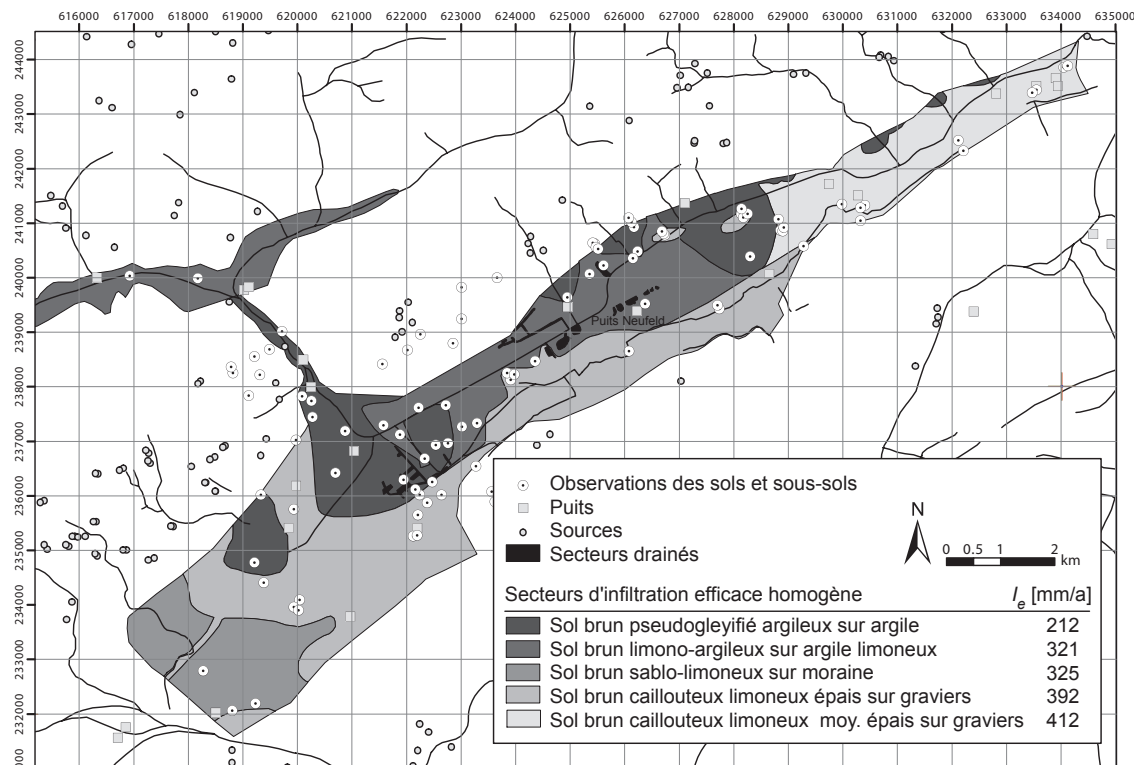 616000 617000 618000 619000 620000 621000 622000 623000 624000 625000 626000 627000 628000 629000 630000 631000 632000 633000 634000 635000
244000
243000
242000
241000
240000
239000
238000
237000
236000
235000
234000
233000
232000
Puits Neufeld
Observations des sols et sous-sols
Puits
Sources
Secteurs drainés
N
0 0.5 1 2
km
Secteurs d'infiltration efficace homogène Ie [mm/a]
Sol brun pseudogleyifié argileux sur argile 212
Sol brun limono-argileux sur argile limoneux 321
Sol brun sablo-limoneux sur moraine 325
Sol brun caillouteux limoneux épais sur graviers 392
Sol brun caillouteux limoneux moy. épais sur graviers 412